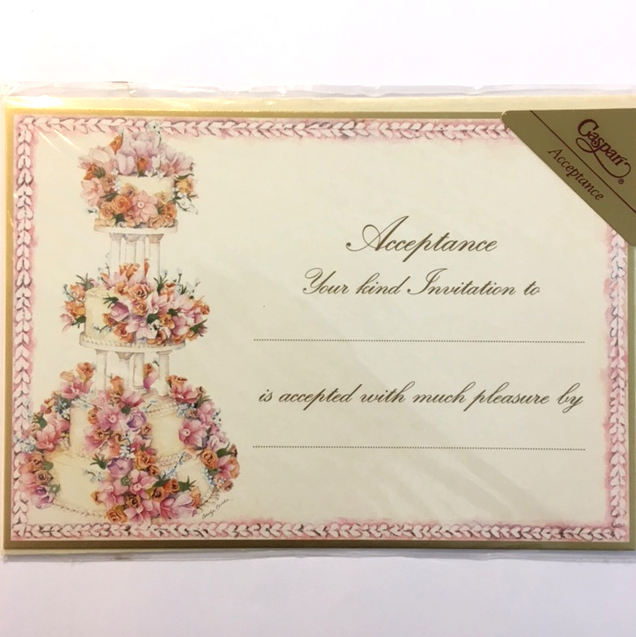 Caspari®
Acceptance
Acceptance
Your kind Invitation to
is accepted with much pleasure by